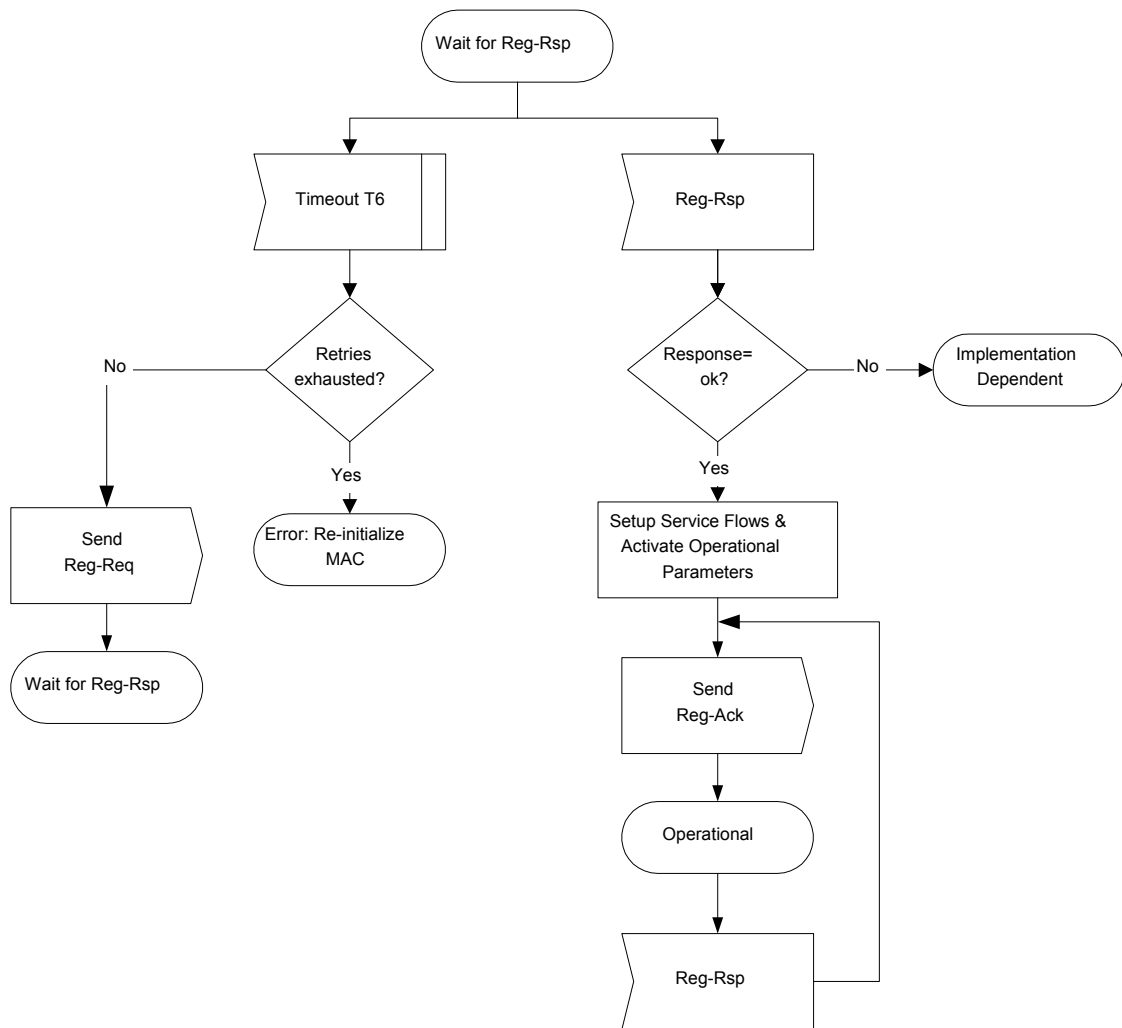 Wait for Reg-Rsp
Timeout T6
Reg-Rsp
Retries
exhausted?
No
Yes
Response=
ok?
No
Implementation
Dependent
Yes
Send
Reg-Req
Error: Re-initialize
MAC
Setup Service Flows &
Activate Operational
Parameters
Wait for Reg-Rsp
Send
Reg-Ack
Operational
Reg-Rsp